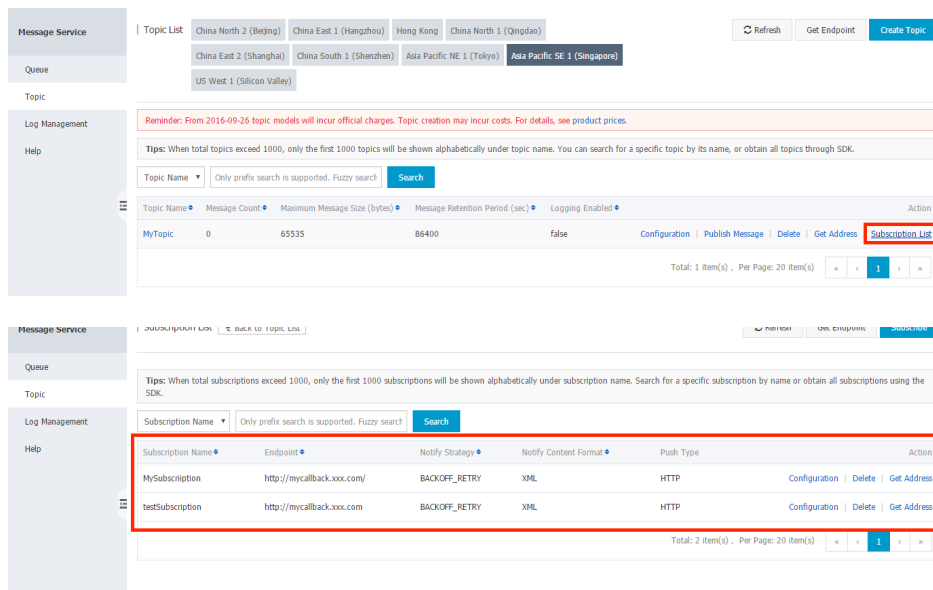 Message Service
Topic List China North 2 (Beijing) China East 1 (Hangzhou) Hong Kong China North 1 (Qingdao)
Refresh Get Endpoint Create Topic
China East 2 (Shanghai) China South 1 (Shenzhen) Asia Pacific NE 1 (Tokyo) Asia Pacific SE 1 (Singapore)
US West 1 (Silicon Valley)
Queue
Topic
Log Management
Help
Reminder: From 2016-09-26 topic models will incur official charges. Topic creation may incur costs. For details, see product prices.
Tips: When total topics exceed 1000, only the first 1000 topics will be shown alphabetically under topic name. You can search for a specific topic by its name, or obtain all topics through SDK.
Topic Name Only prefix search is supported. Fuzzy search Search
Topic Name Message Count Maximum Message Size (bytes) Message Retention Period (sec) Logging Enabled Action
MyTopic 0 65535 86400 false Configuration | Publish Message | Delete | Get Address Subscription List
Total: 1 item(s) , Per Page: 20 item(s) « ‹ 1 › »
Message Service
Subscription List Back to Topic List
Refresh Get Endpoint Subscribe
Queue
Topic
Log Management
Help
Tips: When total subscriptions exceed 1000, only the first 1000 subscriptions will be shown alphabetically under subscription name. Search for a specific subscription by name or obtain all subscriptions using the
SDK.
Subscription Name Only prefix search is supported. Fuzzy search Search
Subscription Name Endpoint Notify Strategy Notify Content Format Push Type Action
MySubscriiption http://mycallback.xxx.com/ BACKOFF_RETRY XML HTTP Configuration | Delete | Get Address
testSubscription http://mycallback.xxx.com BACKOFF_RETRY XML HTTP Configuration | Delete | Get Address
Total: 2 item(s) , Per Page: 20 item(s) « ‹ 1 › »